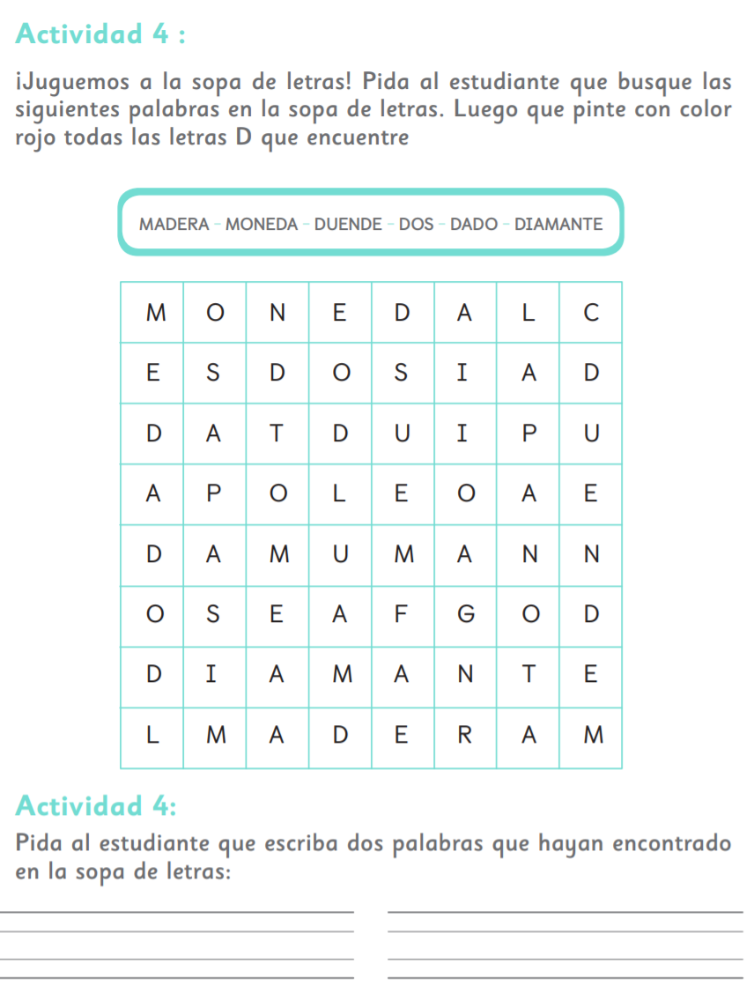 Actividad 4 :
¡Juguemos a la sopa de letras! Pida al estudiante que busque las
siguientes palabras en la sopa de letras. Luego que pinte con color
rojo todas las letras D que encuentre
MADERA - MONEDA - DUENDE - DOS - DADO - DIAMANTE
M O N E D A L C
E S D O S I A D
D A T D U I P U
A P O L E O A E
D A M U M A N N
O S E A F G O D
D I A M A N T E
L M A D E R A M
Actividad 4:
Pida al estudiante que escriba dos palabras que hayan encontrado
en la sopa de letras: